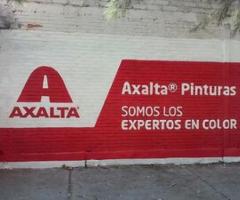 AXALTA
Axalta® Pinturas
SOMOS LOS
EXPERTOS EN COLOR